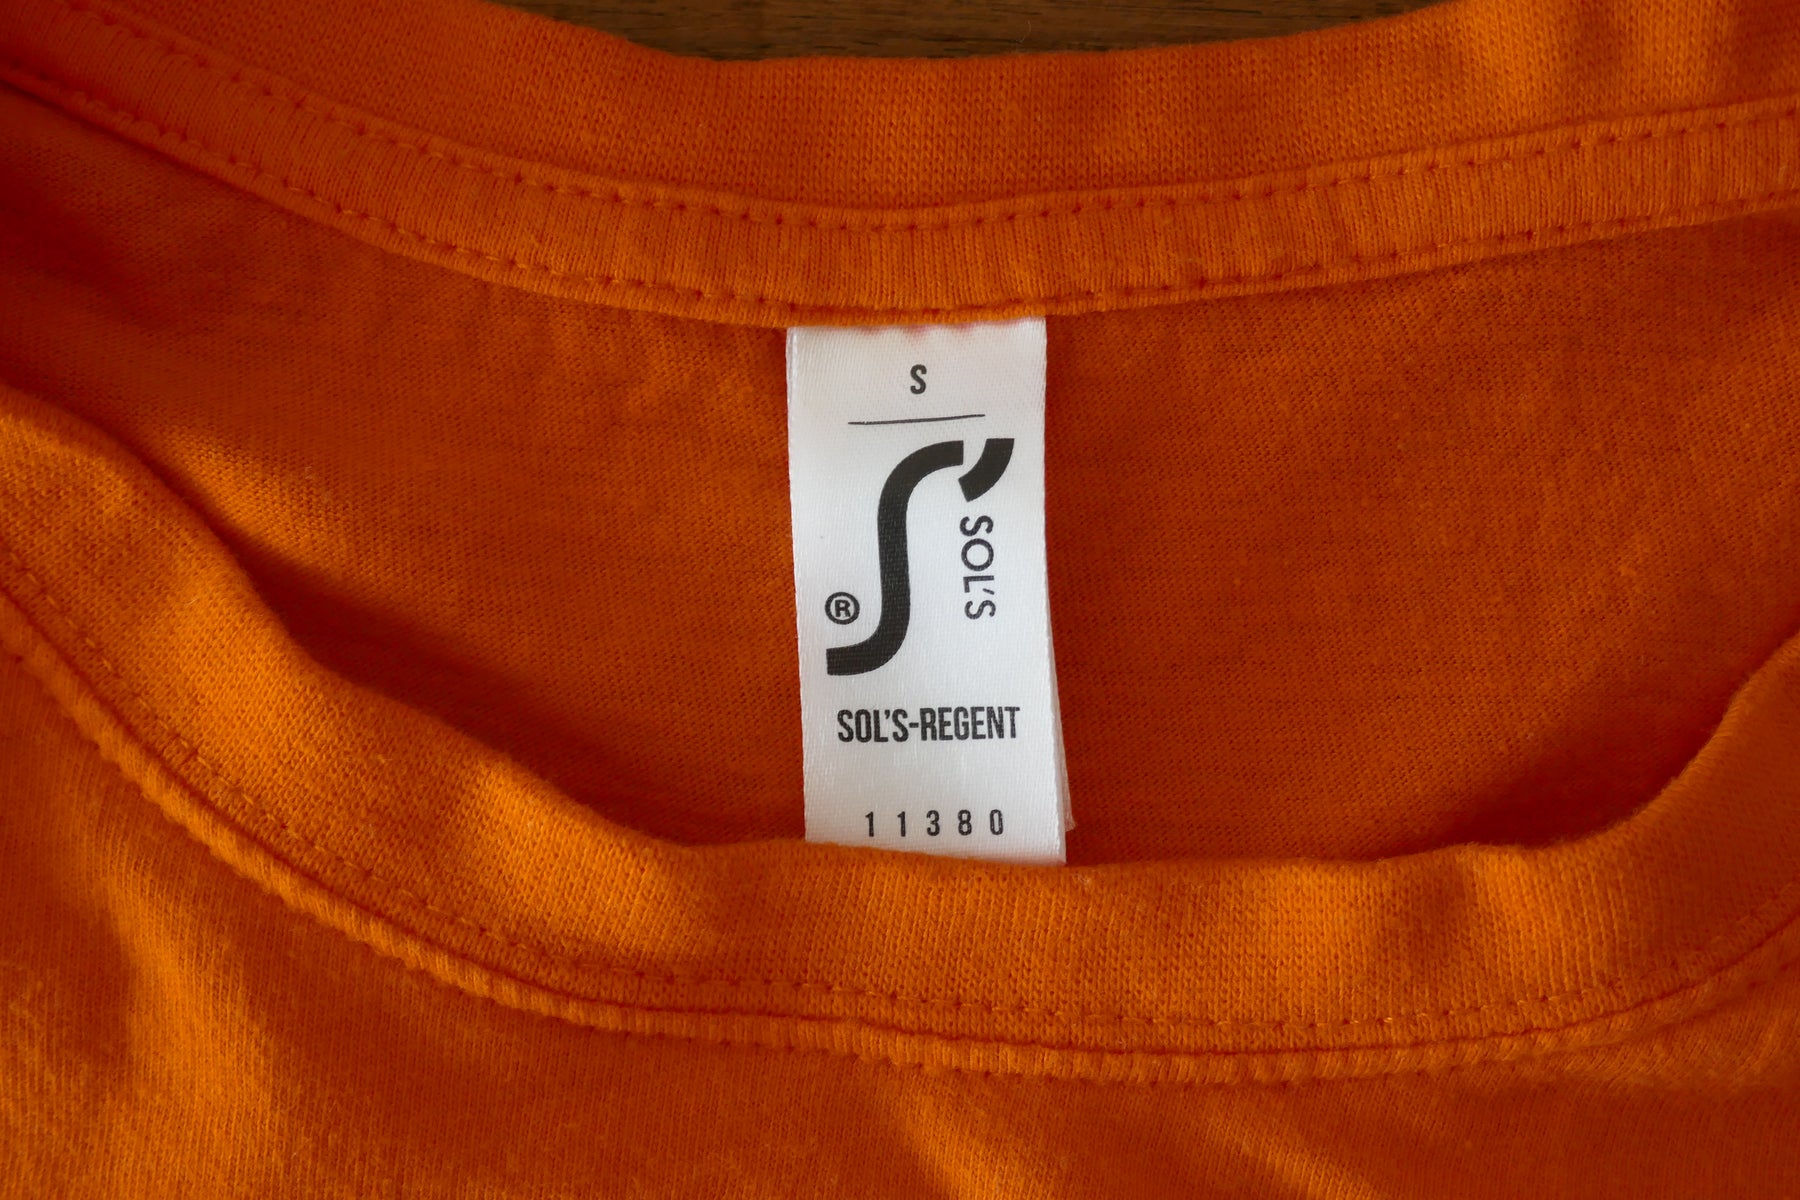 S
SOL'S
®
SOL'S-REGENT
11380